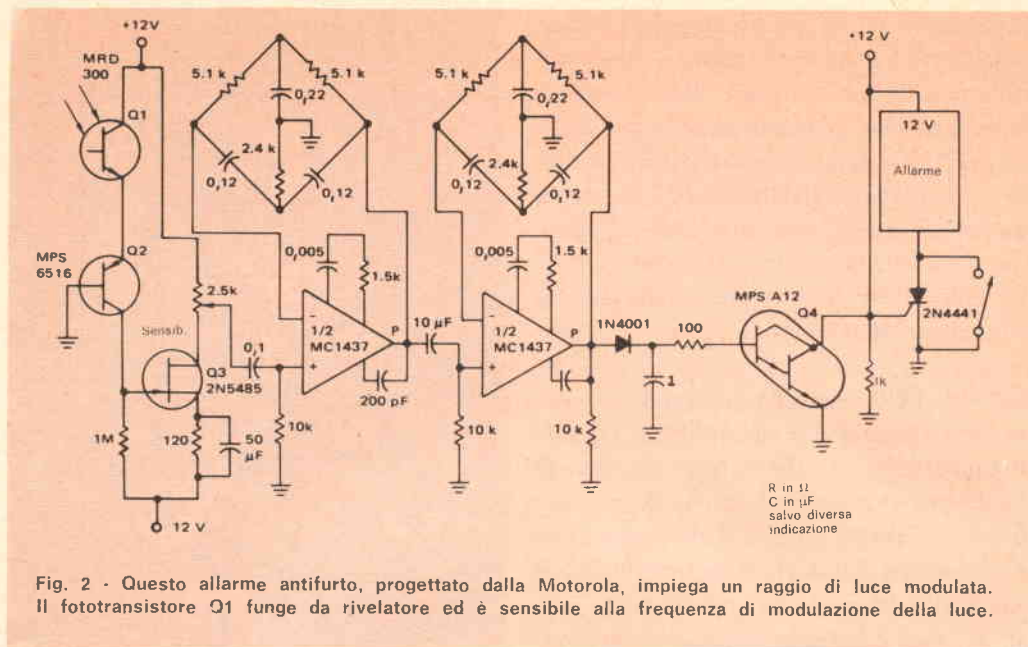 +12V
MRD
300
Q1
Q2
MPS
6516
2.5k
Sensib.
Q3
2N5485
1M
120
50
µF
12 V
0,1
10k
5.1 k
5.1 k
0,22
2.4 k
0,12
0,12
0,005
1.5k
-
+
1/2
MC1437
P
200 pF
10 µF
10 k
5.1 k
5.1k
0,22
2.4k
0,12
0,12
0,005
1.5 k
-
+
1/2
MC1437
P
10 k
1N4001
100
1
MPS A12
Q4
+12 V
12 V
Allarme
2N4441
1k
R in Ω
C in µF
salvo diversa
indicazione
Fig. 2 - Questo allarme antifurto, progettato dalla Motorola, impiega un raggio di luce modulata.
Il fototransistore Q1 funge da rivelatore ed è sensibile alla frequenza di modulazione della luce.